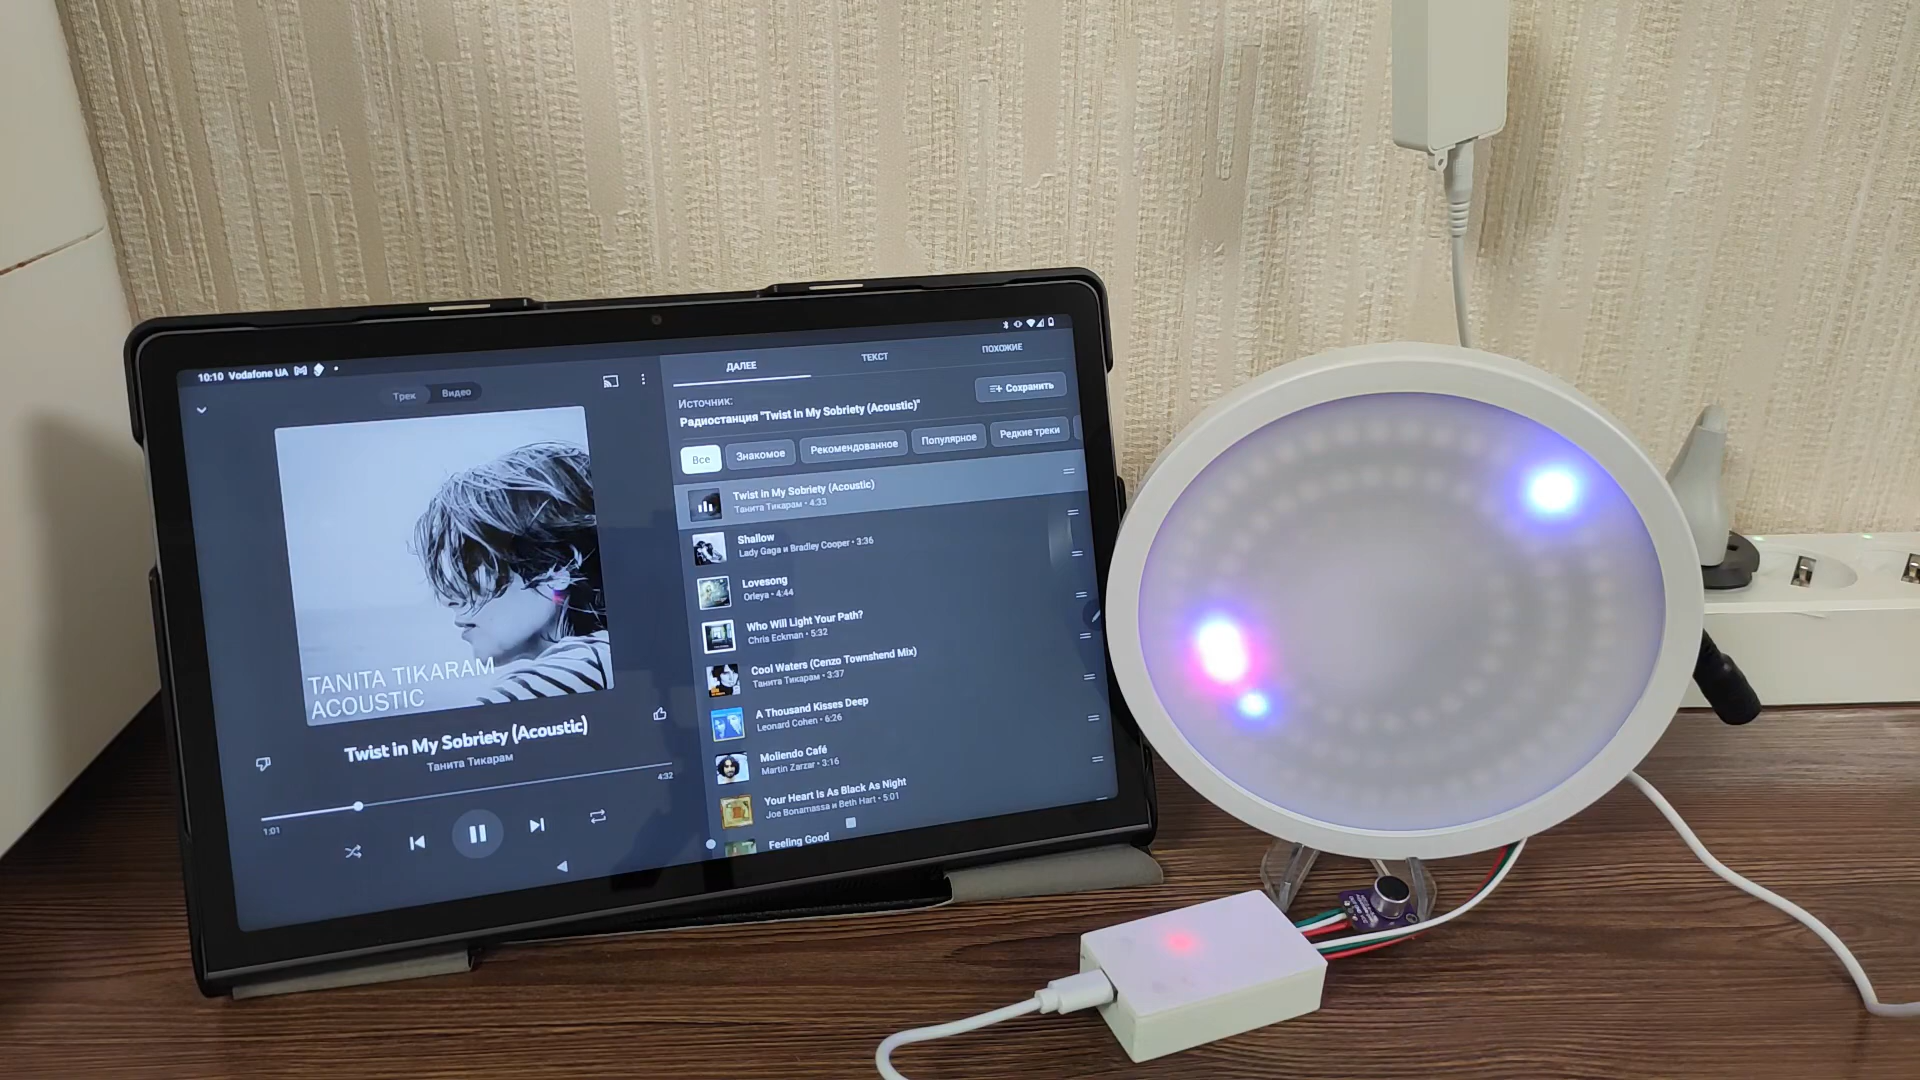 10:10 Vodafone UA
Трек
Видео
TANITA TIKARAM
ACOUSTIC
Twist in My Sobriety (Acoustic)
Танита Тикарам
1:01
4:32
ДАЛЕЕ
ТЕКСТ
ПОХОЖИЕ
Источник:
Радиостанция "Twist in My Sobriety (Acoustic)"
Сохранить
Все
Знакомое
Рекомендованное
Популярное
Редкие треки
Twist in My Sobriety (Acoustic)
Танита Тикарам • 4:33
Shallow
Lady Gaga и Bradley Cooper • 3:36
Lovesong
Orleya • 4:44
Who Will Light Your Path?
Chris Eckman • 5:32
Cool Waters (Cenzo Townshend Mix)
Танита Тикарам • 3:37
A Thousand Kisses Deep
Leonard Cohen • 6:26
Moliendo Café
Martin Zarzar • 3:16
Your Heart Is As Black As Night
Joe Bonamassa и Beth Hart • 5:01
Feeling Good